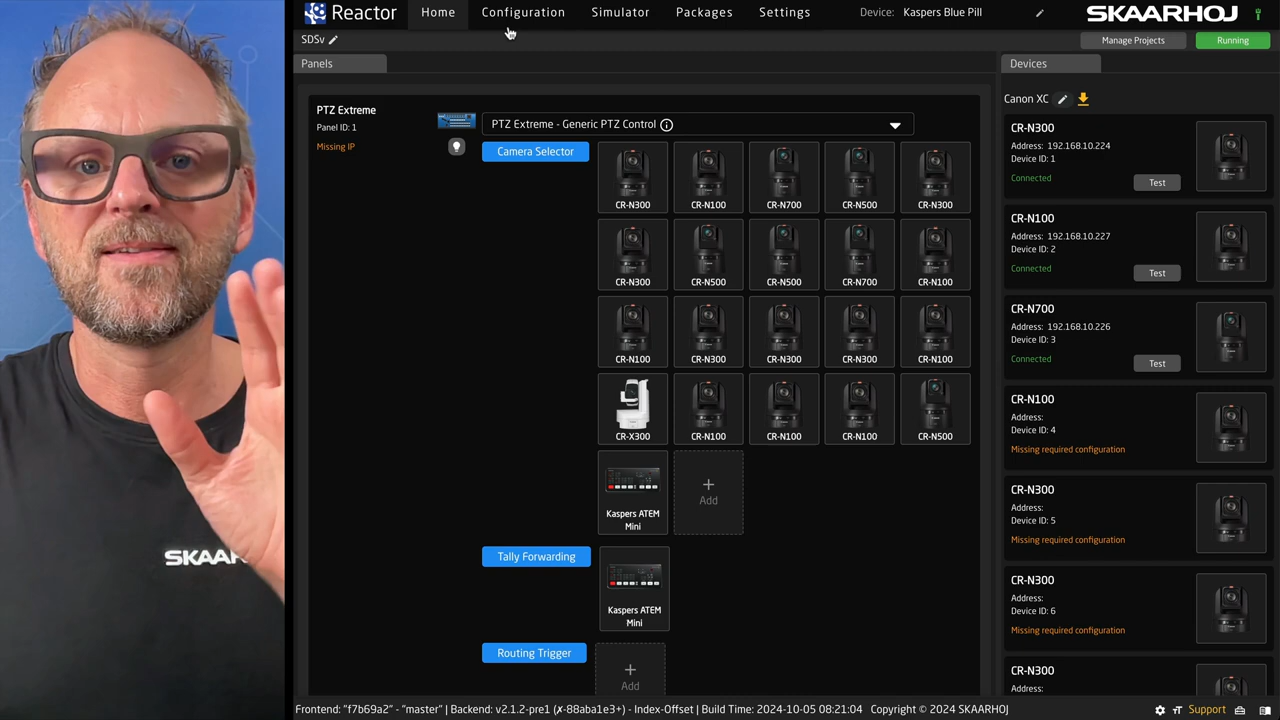 Reactor
Home
Configuration
Simulator
Packages
Settings
Device: Kaspers Blue Pill
SKAARHOJ
SDSv
Manage Projects
Running
Panels
Devices
PTZ Extreme
Panel ID: 1
Missing IP
PTZ Extreme - Generic PTZ Control
Camera Selector
CR-N300 CR-N100 CR-N700 CR-N500 CR-N300
CR-N300 CR-N500 CR-N500 CR-N700 CR-N100
CR-N100 CR-N300 CR-N300 CR-N300 CR-N100
CR-X300 CR-N100 CR-N100 CR-N100 CR-N500
Kaspers ATEM
Mini
Add
Tally Forwarding
Kaspers ATEM
Mini
Routing Trigger
Add
Canon XC
CR-N300
Address: 192.168.10.224
Device ID: 1
Connected
Test
CR-N100
Address: 192.168.10.227
Device ID: 2
Connected
Test
CR-N700
Address: 192.168.10.226
Device ID: 3
Connected
Test
CR-N100
Address:
Device ID: 4
Missing required configuration
CR-N300
Address:
Device ID: 5
Missing required configuration
CR-N300
Address:
Device ID: 6
Missing required configuration
CR-N300
Address:
SKAARH
Frontend: "f7b69a2" - "master" | Backend: v2.1.2-pre1 (✗-88aba1e3+) - Index-Offset | Build Time: 2024-10-05 08:21:04 Copyright © 2024 SKAARHOJ
Support